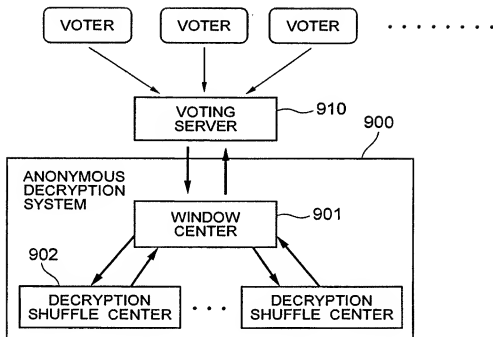 VOTER VOTER VOTER . . . . . . . . .
VOTING
SERVER
910
900
ANONYMOUS
DECRYPTION
SYSTEM
WINDOW
CENTER
901
902
DECRYPTION
SHUFFLE CENTER
. . .
DECRYPTION
SHUFFLE CENTER